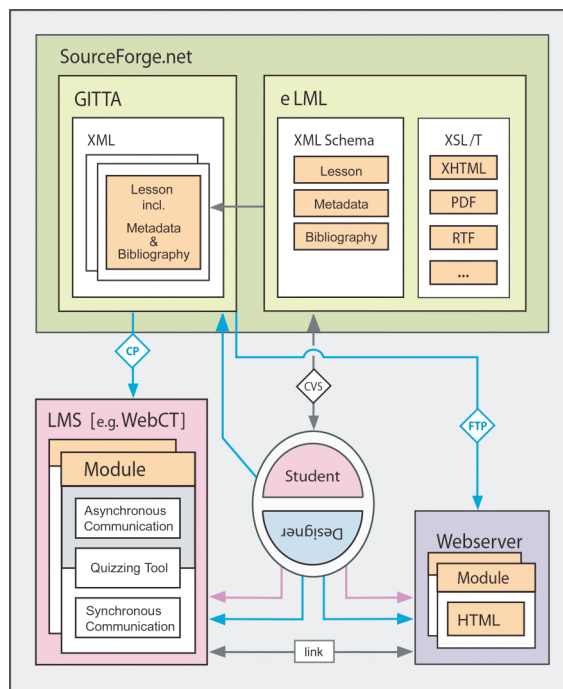 SourceForge.net
GITTA
XML
Lesson
incl.
Metadata
&
Bibliography
e LML
XML Schema
Lesson
Metadata
Bibliography
XSL/T
XHTML
PDF
RTF
...
CP
CVS
FTP
LMS [e.g. WebCT]
Module
Asynchronous
Communication
Quizzing Tool
Synchronous
Communication
Student
Designer
Webserver
Module
HTML
link